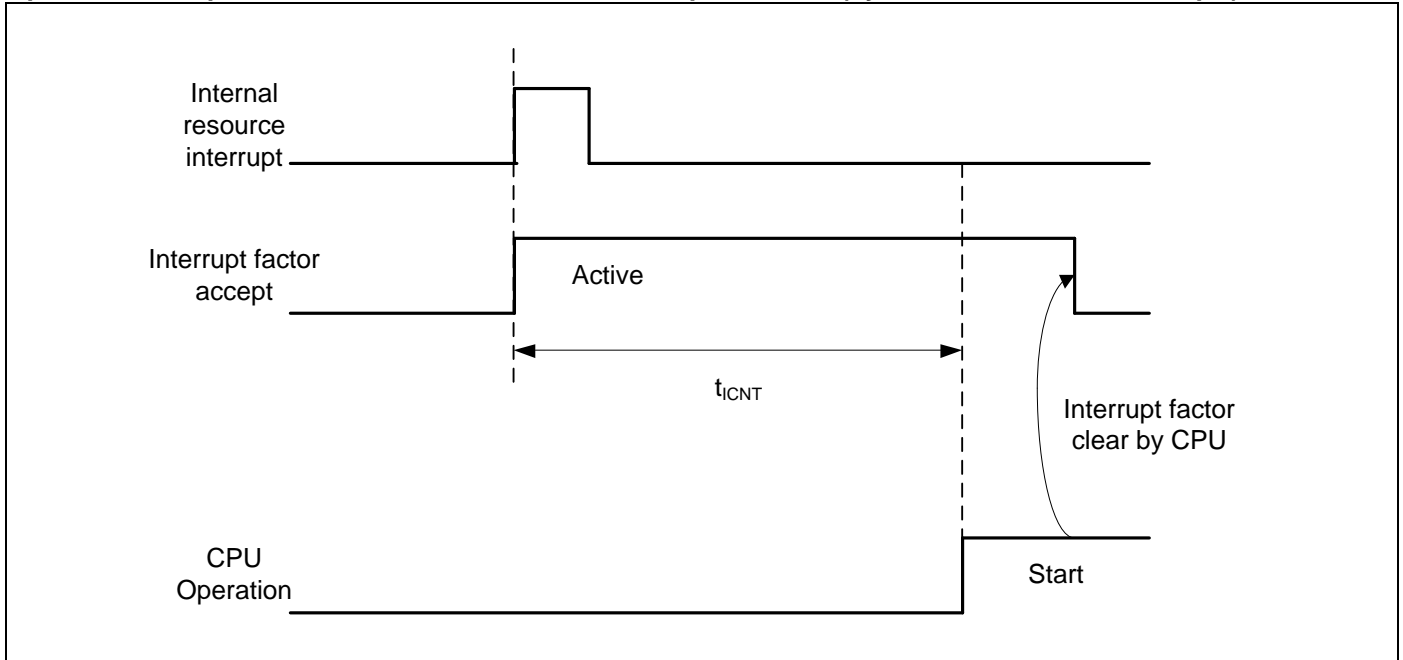 Internal
resource
interrupt
Interrupt factor
accept
Active
tICNT
Interrupt factor
clear by CPU
CPU
Operation
Start